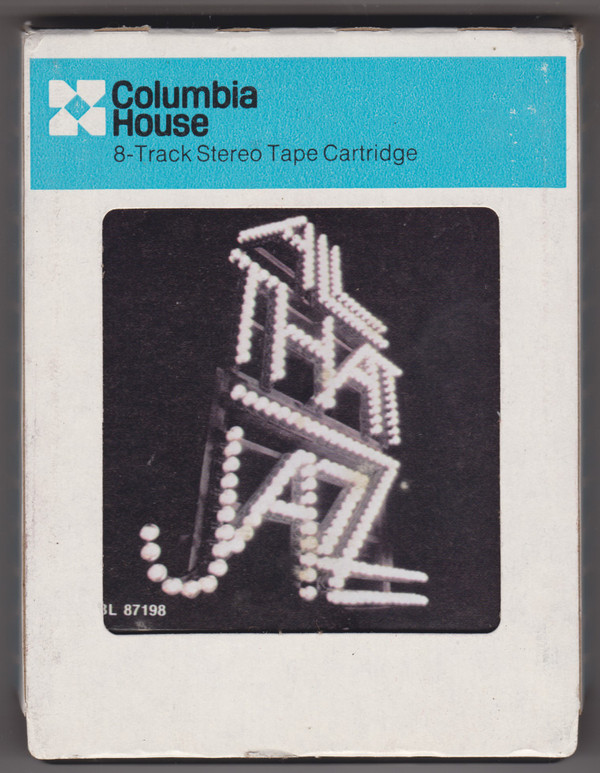 Columbia
House
8-Track Stereo Tape Cartridge
ALL
THAT
JAZZ
BL 87198